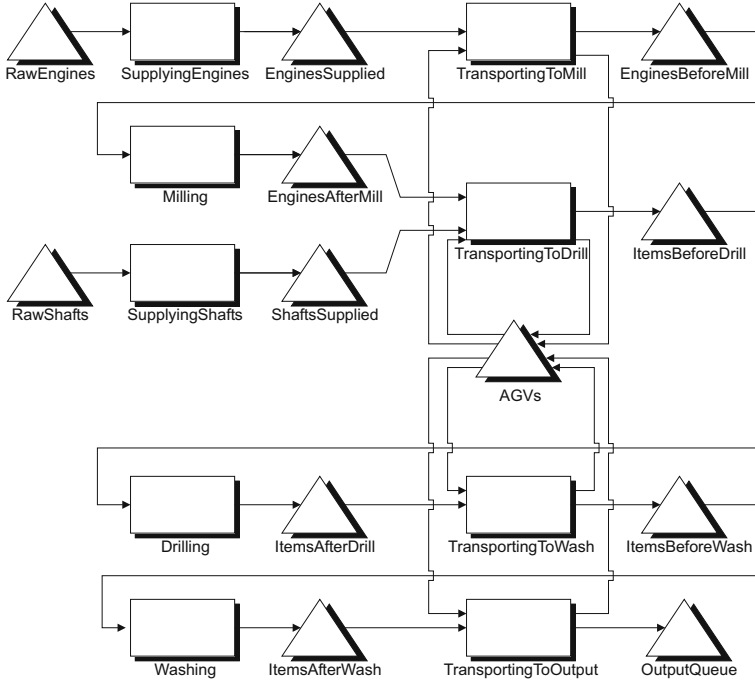 RawEngines
SupplyingEngines
EnginesSupplied
TransportingToMill
EnginesBeforeMill
Milling
EnginesAfterMill
TransportingToDrill
ItemsBeforeDrill
RawShafts
SupplyingShafts
ShaftsSupplied
AGVs
Drilling
ItemsAfterDrill
TransportingToWash
ItemsBeforeWash
Washing
ItemsAfterWash
TransportingToOutput
OutputQueue